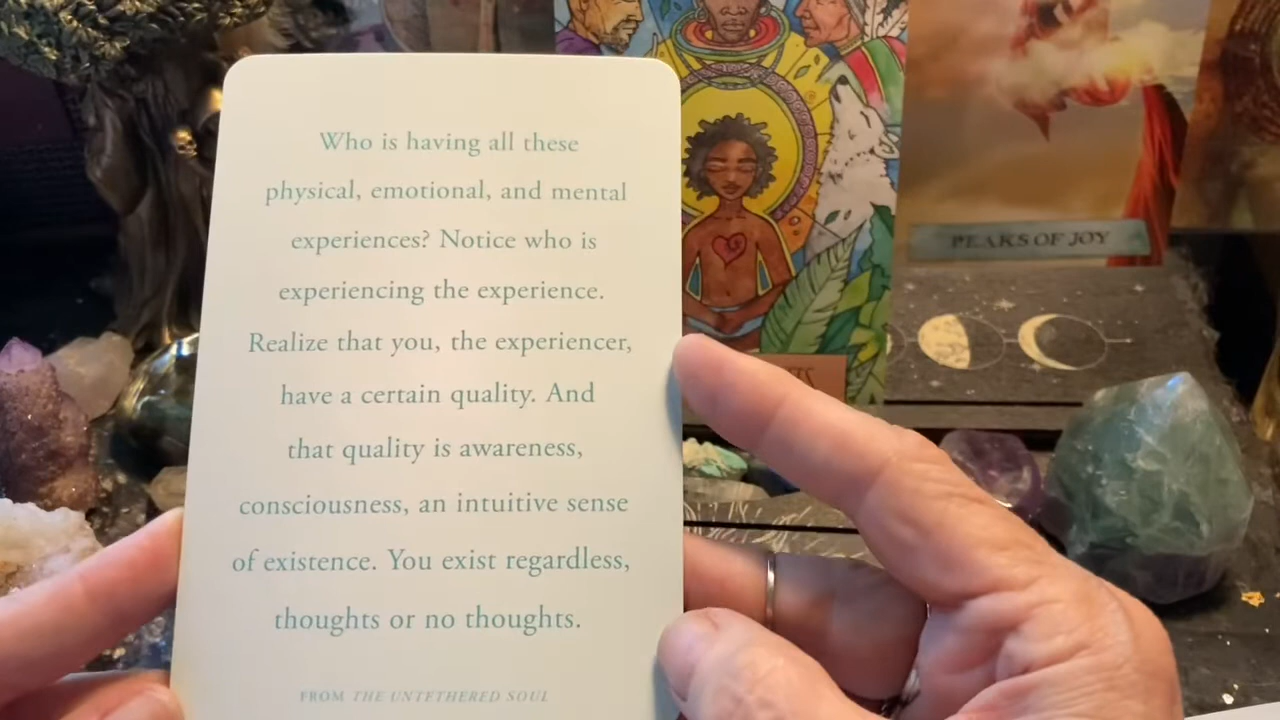 Who is having all these
physical, emotional, and mental
experiences? Notice who is
experiencing the experience.
Realize that you, the experiencer,
have a certain quality. And
that quality is awareness,
consciousness, an intuitive sense
of existence. You exist regardless,
thoughts or no thoughts.
FROM THE UNTETHERED SOUL
PEAKS OF JOY